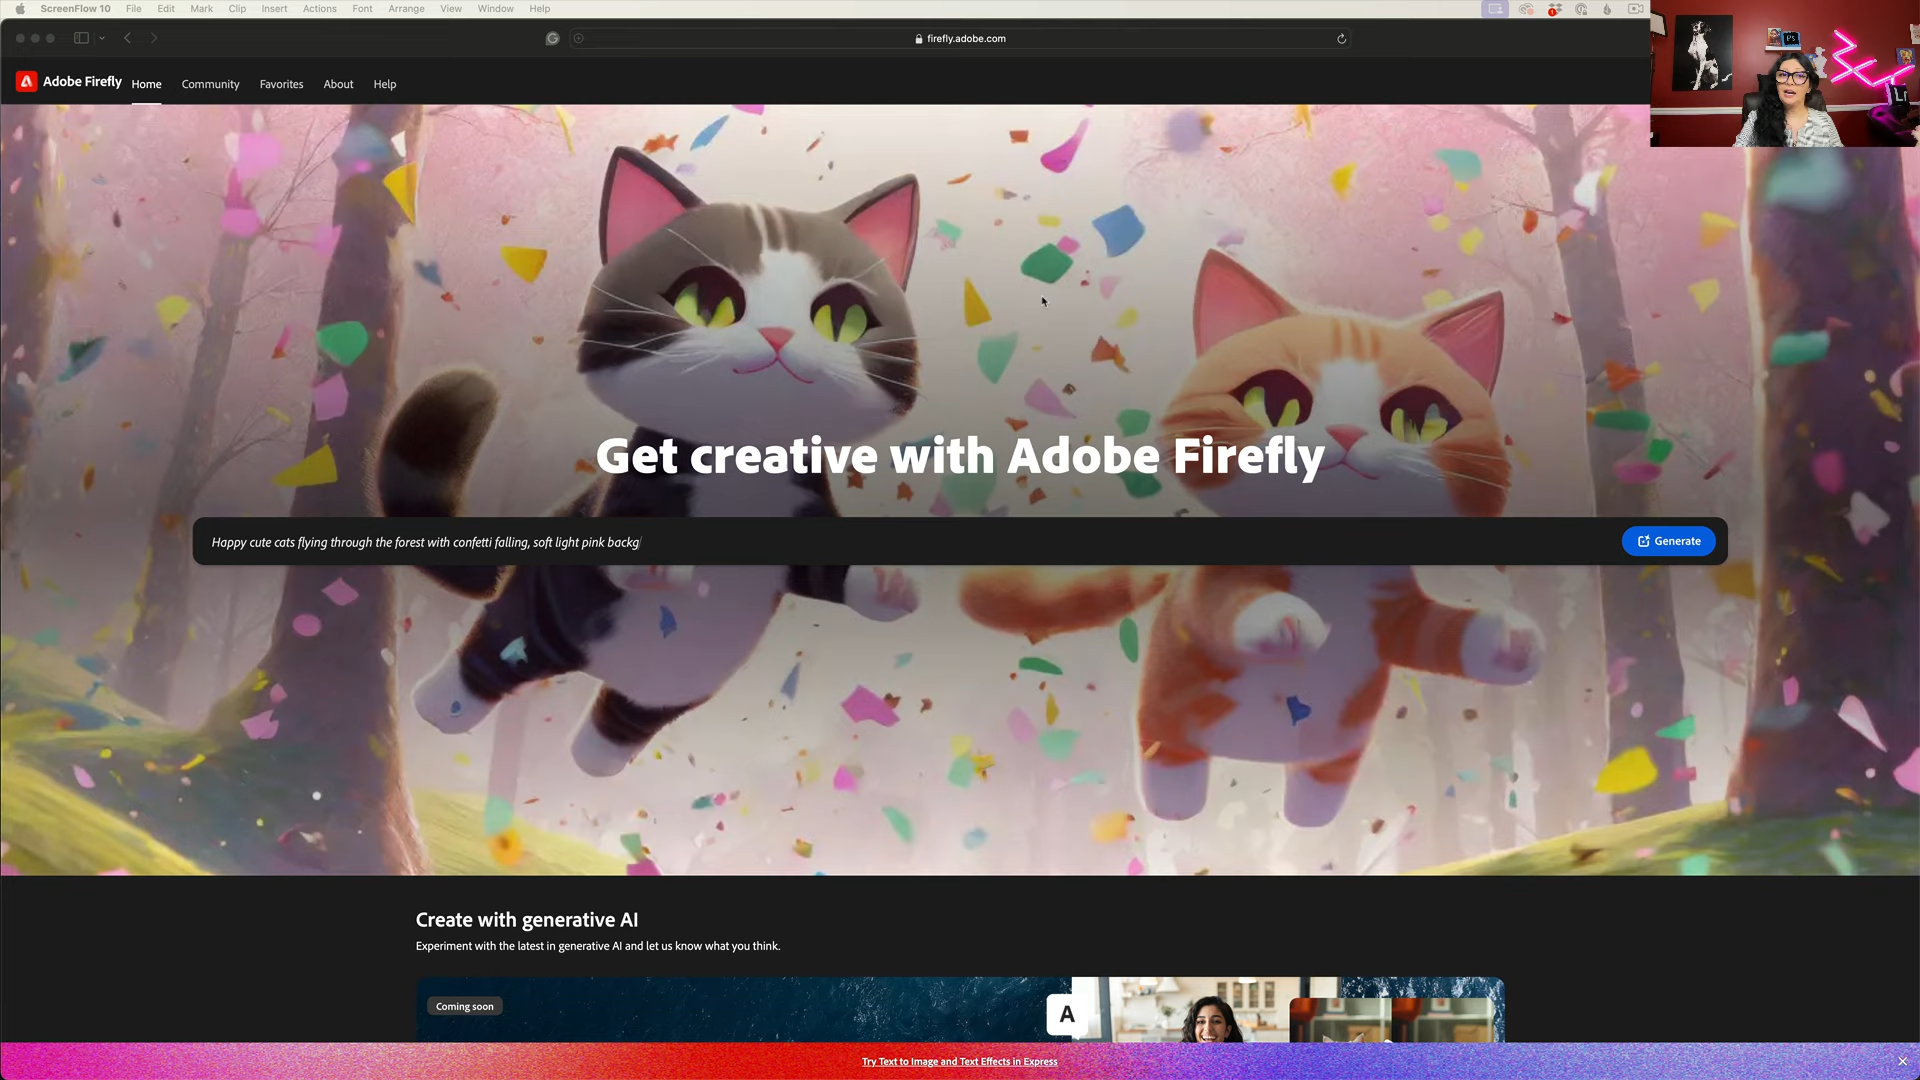 ScreenFlow 10 File Edit Mark Clip Insert Actions Font Arrange View Window Help
firefly.adobe.com
Adobe Firefly Home Community Favorites About Help
Ps
Lr
Get creative with Adobe Firefly
Happy cute cats flying through the forest with confetti falling, soft light pink backg
Generate
Create with generative AI
Experiment with the latest in generative AI and let us know what you think.
Coming soon
A
Try Text to Image and Text Effects in Express